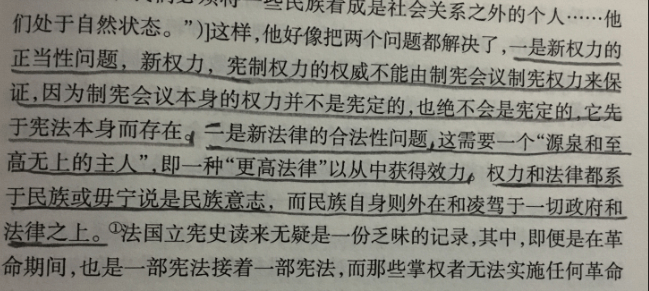 们必须将一些民族看成是社会关系之外的个人……他
们处于自然状态。”)]这样,他好像把两个问题都解决了,一是新权力的
正当性问题,新权力,宪制权力的权威不能由制宪会议制宪权力来保
证,因为制宪会议本身的权力并不是宪定的,也绝不会是宪定的,它先
于宪法本身而存在。二是新法律的合法性问题,这需要一个“源泉和至
高无上的主人”,即一种“更高法律”以从中获得效力。权力和法律都系
于民族或毋宁说是民族意志,而民族自身则外在和凌驾于一切政府和
法律之上。①法国立宪史读来无疑是一份乏味的记录,其中,即便是在革
命期间,也是一部宪法接着一部宪法,而那些掌权者无法实施任何革命